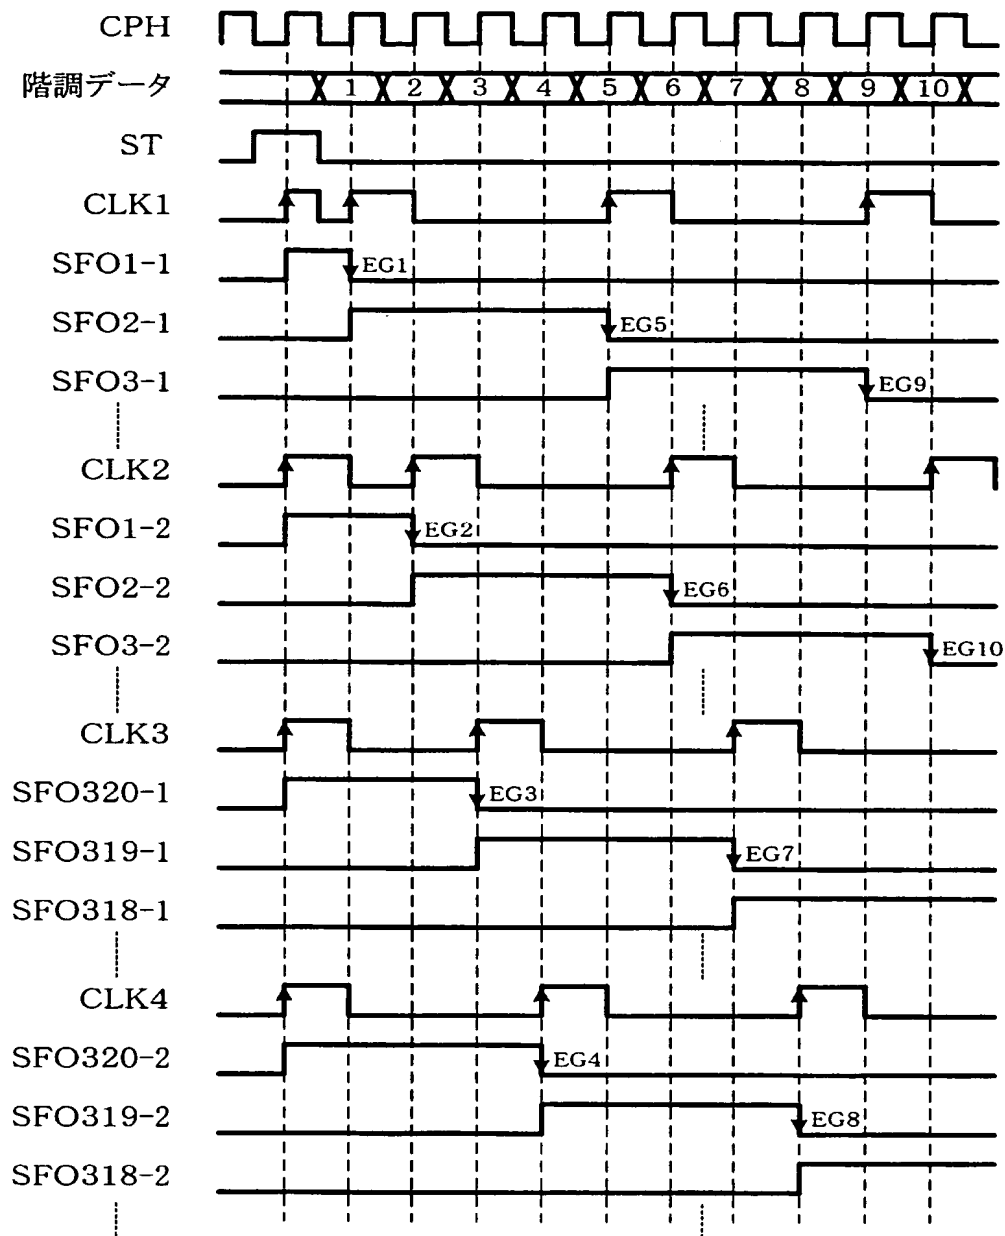 CPH
階調データ 1 2 3 4 5 6 7 8 9 10
ST
CLK1
SFO1-1 EG1
SFO2-1 EG5
SFO3-1 EG9
CLK2
SFO1-2 EG2
SFO2-2 EG6
SFO3-2 EG10
CLK3
SFO320-1 EG3
SFO319-1 EG7
SFO318-1
CLK4
SFO320-2 EG4
SFO319-2 EG8
SFO318-2